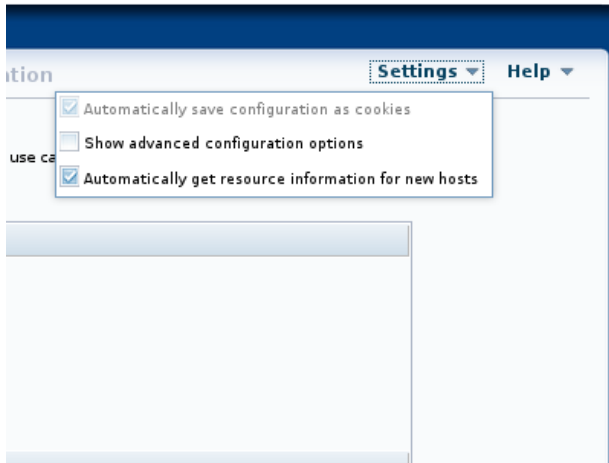 ation
Settings Help
Automatically save configuration as cookies
Show advanced configuration options
use ca
Automatically get resource information for new hosts